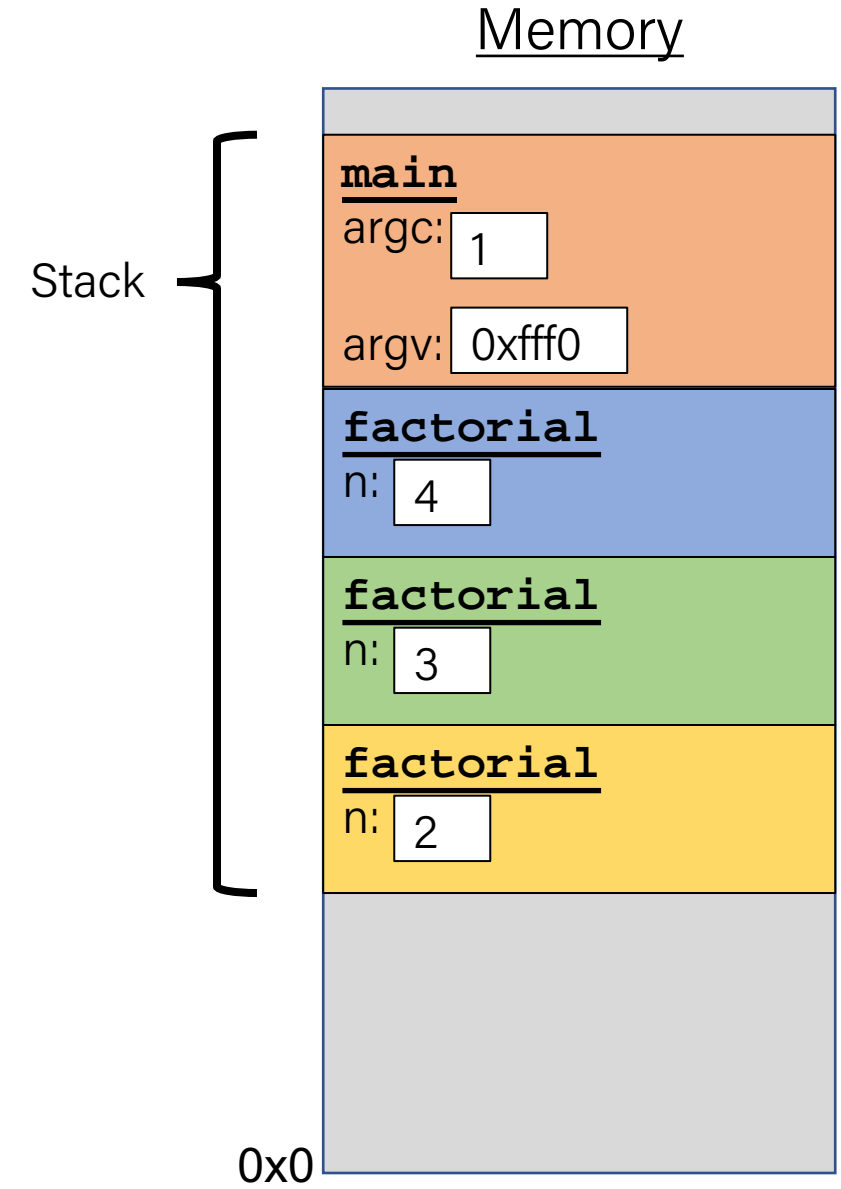 Memory
main
argc: 1
Stack
argv: 0xfff0
factorial
n: 4
factorial
n: 3
factorial
n: 2
0x0